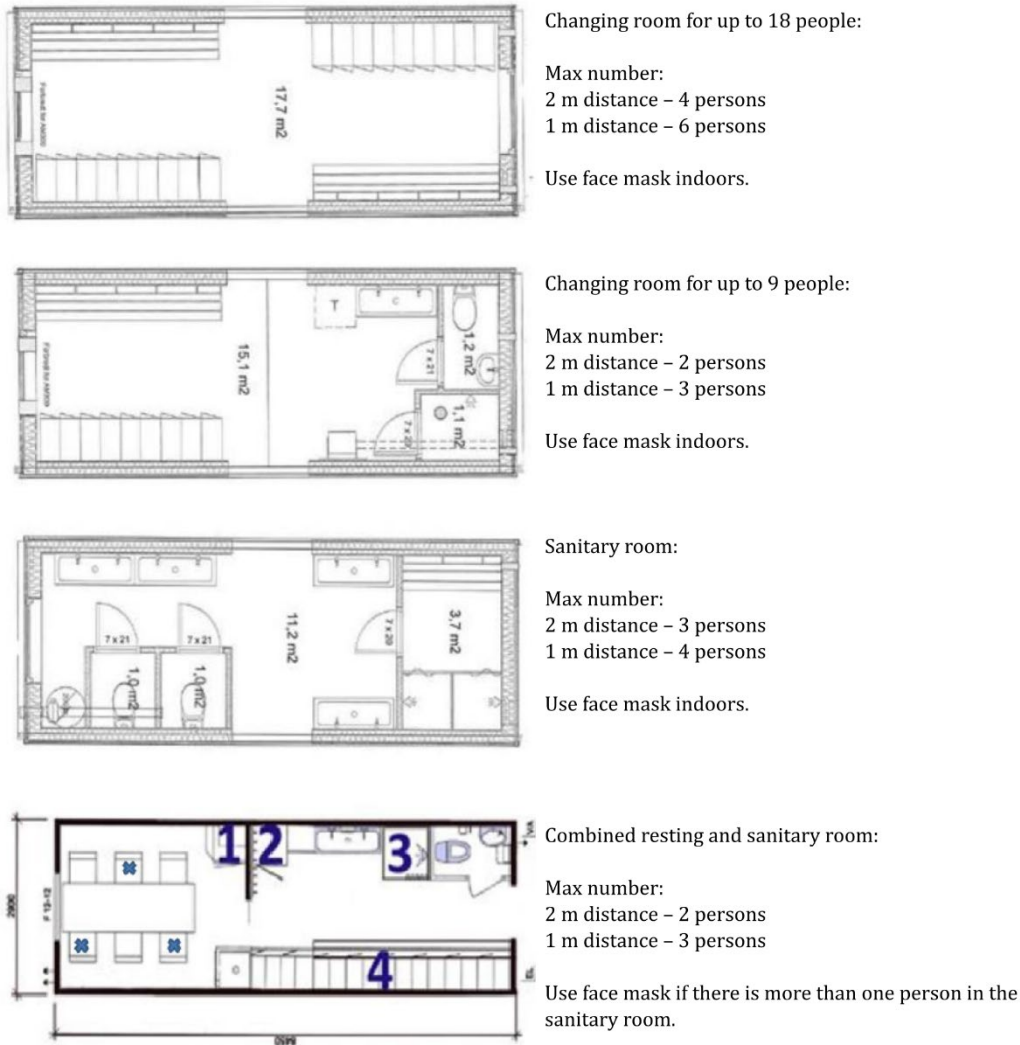 Changing room for up to 18 people:
Max number:
2 m distance – 4 persons
1 m distance – 6 persons
Use face mask indoors.
17,7 m2
Changing room for up to 9 people:
Max number:
2 m distance – 2 persons
1 m distance – 3 persons
Use face mask indoors.
15,1 m2
T
C
7 x 21
1,2 m2
1,1 m2
Sanitary room:
Max number:
2 m distance – 3 persons
1 m distance – 4 persons
Use face mask indoors.
7 x 21
7 x 21
1,0 m2
1,0 m2
11,2 m2
7 x 20
3,7 m2
Combined resting and sanitary room:
Max number:
2 m distance – 2 persons
1 m distance – 3 persons
Use face mask if there is more than one person in the
sanitary room.
1
2
3
4
2900
EL